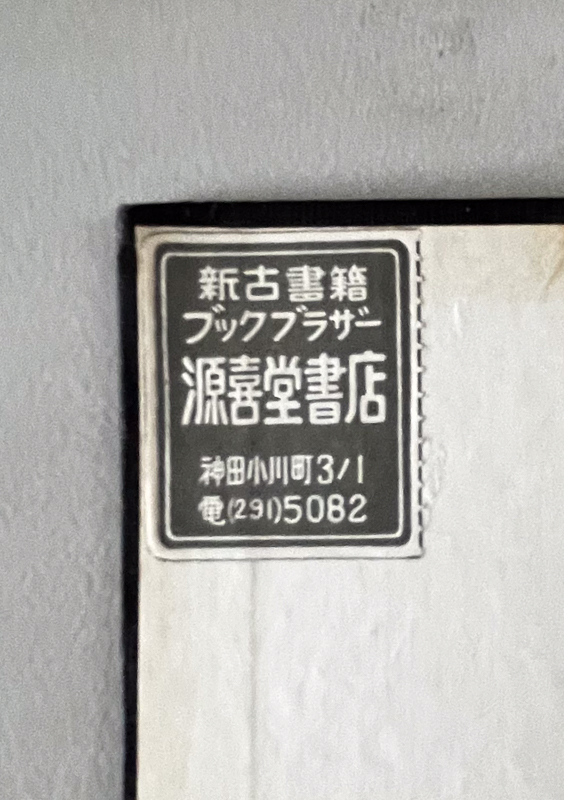 新古書籍
ブックブラザー
源喜堂書店
神田小川町3/1
電(291)5082